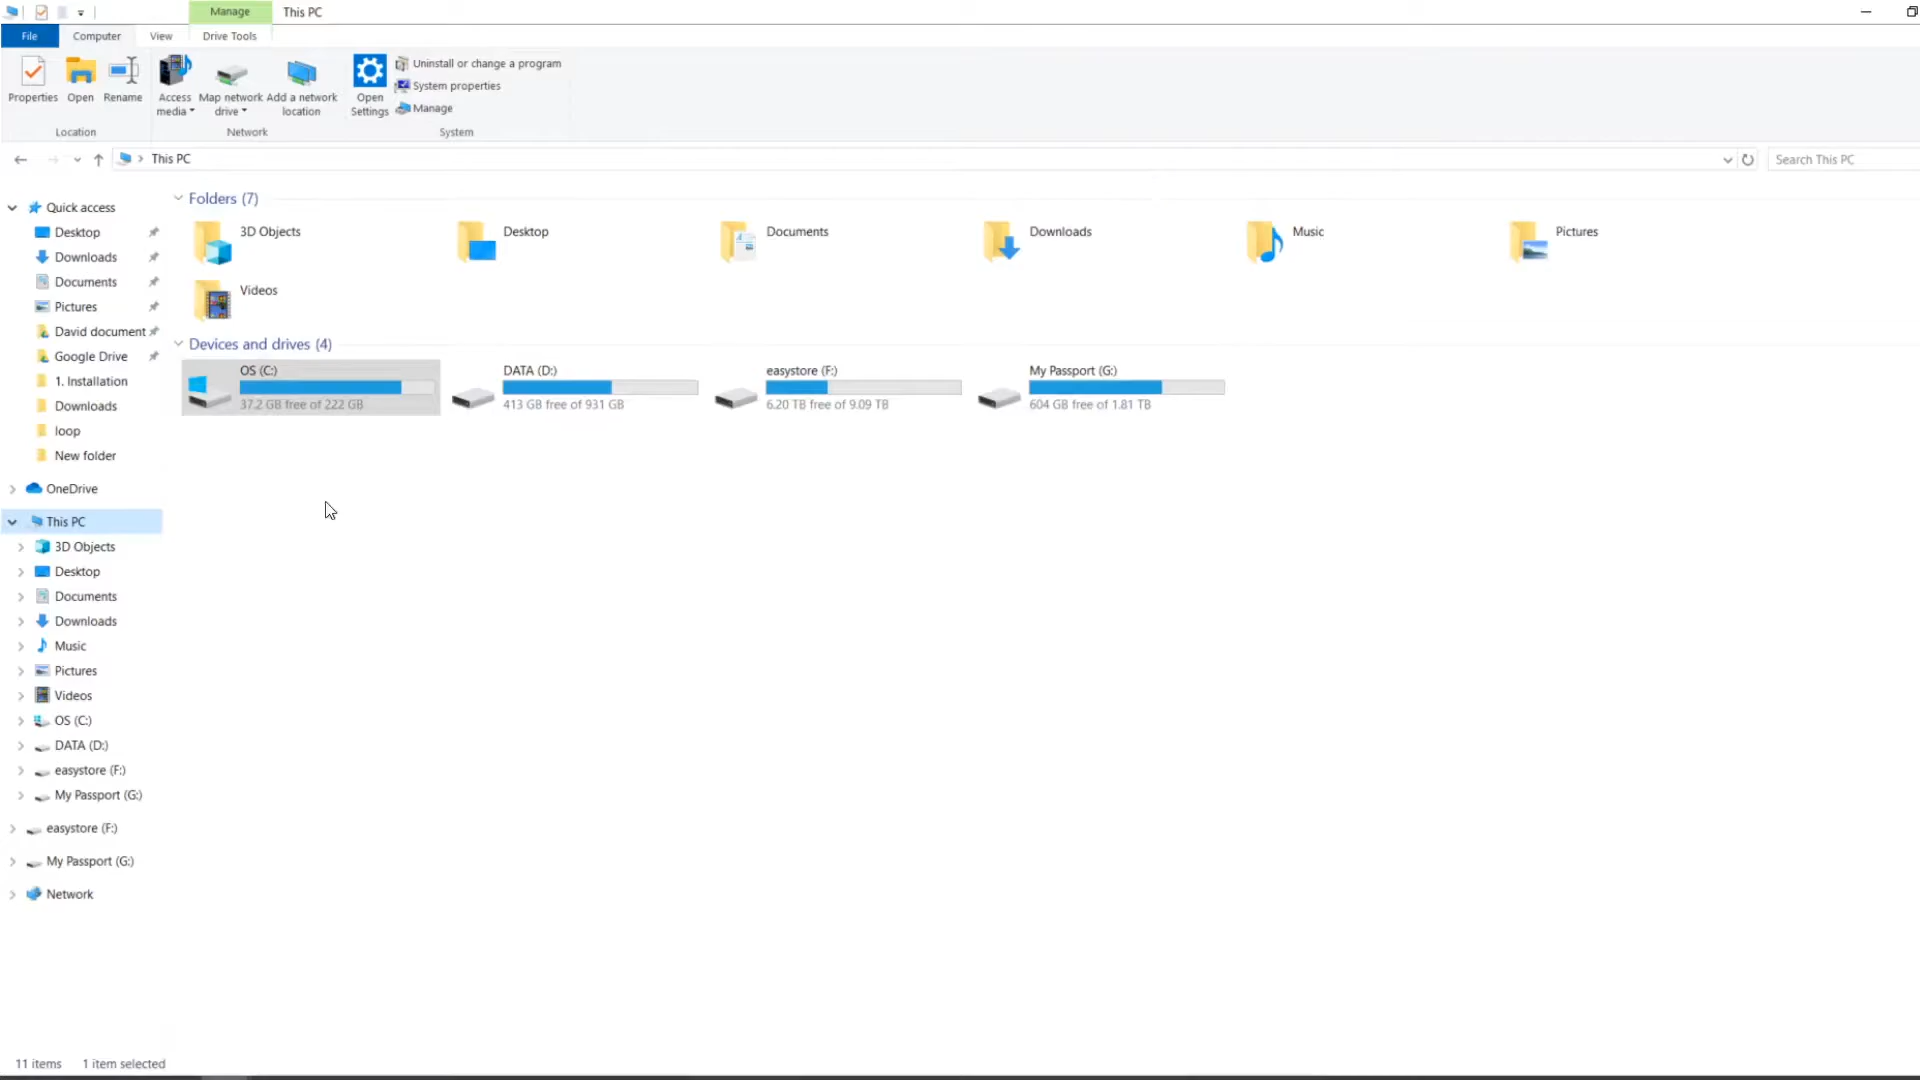 Manage
This PC
File
Computer
View
Drive Tools
Properties
Open
Rename
Access media
Map network drive
Add a network location
Open Settings
Uninstall or change a program
System properties
Manage
Location
Network
System
This PC
Search This PC
Quick access
Desktop
Downloads
Documents
Pictures
David document
Google Drive
1. Installation
Downloads
loop
New folder
OneDrive
This PC
3D Objects
Desktop
Documents
Downloads
Music
Pictures
Videos
OS (C:)
DATA (D:)
easystore (F:)
My Passport (G:)
easystore (F:)
My Passport (G:)
Network
Folders (7)
3D Objects
Desktop
Documents
Downloads
Music
Pictures
Videos
Devices and drives (4)
OS (C:)
37.2 GB free of 222 GB
DATA (D:)
413 GB free of 931 GB
easystore (F:)
6.20 TB free of 9.09 TB
My Passport (G:)
604 GB free of 1.81 TB
11 items
1 item selected